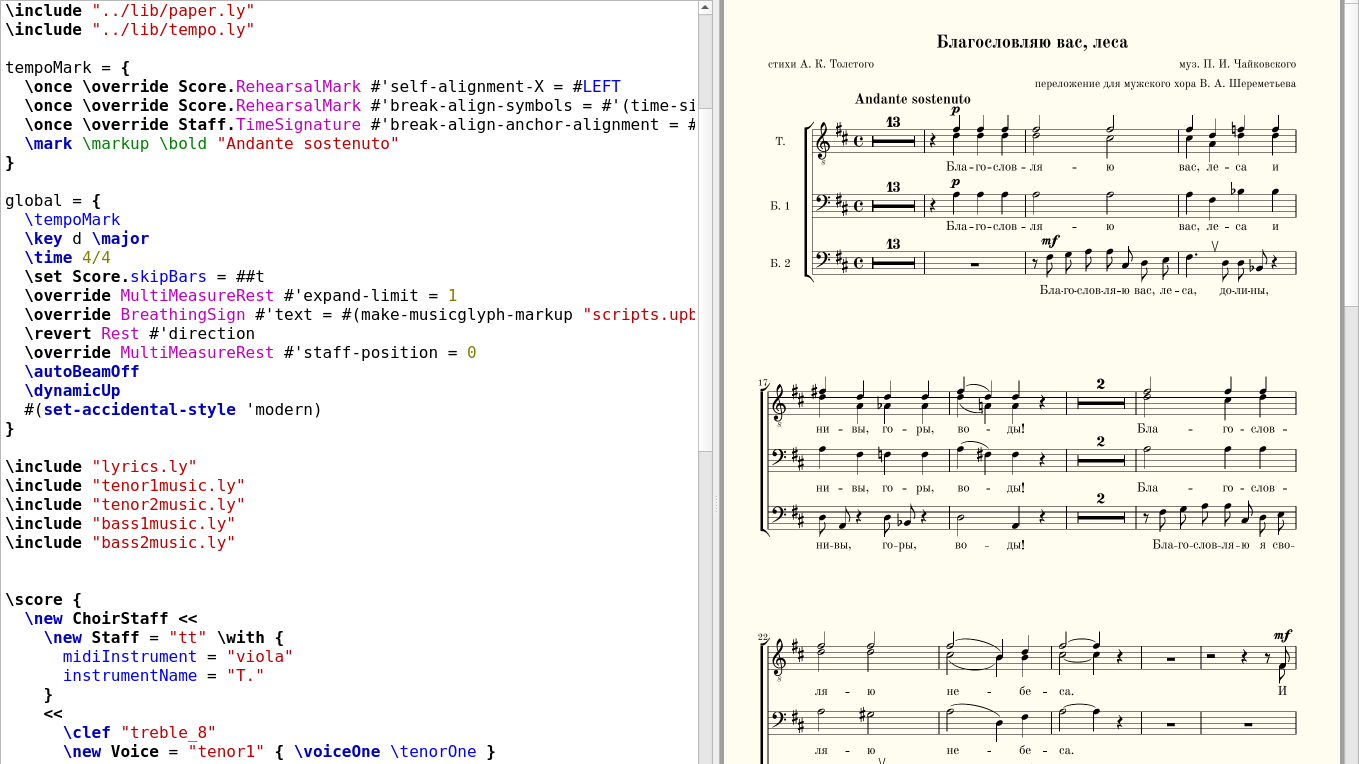 \include "../lib/paper.ly"
\include "../lib/tempo.ly"
tempoMark = {
\once \override Score.RehearsalMark #'self-alignment-X = #LEFT
\once \override Score.RehearsalMark #'break-align-symbols = #'(time-si
\once \override Staff.TimeSignature #'break-align-anchor-alignment = #
\mark \markup \bold "Andante sostenuto"
}
global = {
\tempoMark
\key d \major
\time 4/4
\set Score.skipBars = ##t
\override MultiMeasureRest #'expand-limit = 1
\override BreathingSign #'text = #(make-musicglyph-markup "scripts.upb
\revert Rest #'direction
\override MultiMeasureRest #'staff-position = 0
\autoBeamOff
\dynamicUp
#(set-accidental-style 'modern)
}
\include "lyrics.ly"
\include "tenor1music.ly"
\include "tenor2music.ly"
\include "bass1music.ly"
\include "bass2music.ly"
\score {
\new ChoirStaff <<
\new Staff = "tt" \with {
midiInstrument = "viola"
instrumentName = "T."
}
<<
\clef "treble_8"
\new Voice = "tenor1" { \voiceOne \tenorOne }
Благословляю вас, леса
стихи А. К. Толстого
муз. П. И. Чайковского
переложение для мужского хора В. А. Шереметьева
Andante sostenuto
13 p
Т.
8
Бла-го-слов-ля - ю вас, ле - са и
13 p
Б. 1
Бла-го-слов-ля - ю вас, ле - са и
13 mf
Б. 2
Бла-го-слов-ля-ю вас, ле-са, до-ли-ны,
17 2
8
ни - вы, го - ры, во - ды! Бла - го - слов -
2
ни - вы, го - ры, во - ды! Бла - го - слов -
2
ни-вы, го-ры, во - ды! Бла-го-слов-ля-ю я сво-
22 mf
8
ля - ю не - бе - са. И
ля - ю не - бе - са.